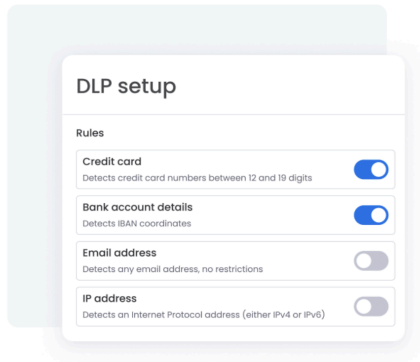 DLP setup
Rules
Credit card
Detects credit card numbers between 12 and 19 digits
Bank account details
Detects IBAN coordinates
Email address
Detects any email address, no restrictions
IP address
Detects an Internet Protocol address (either IPv4 or IPv6)